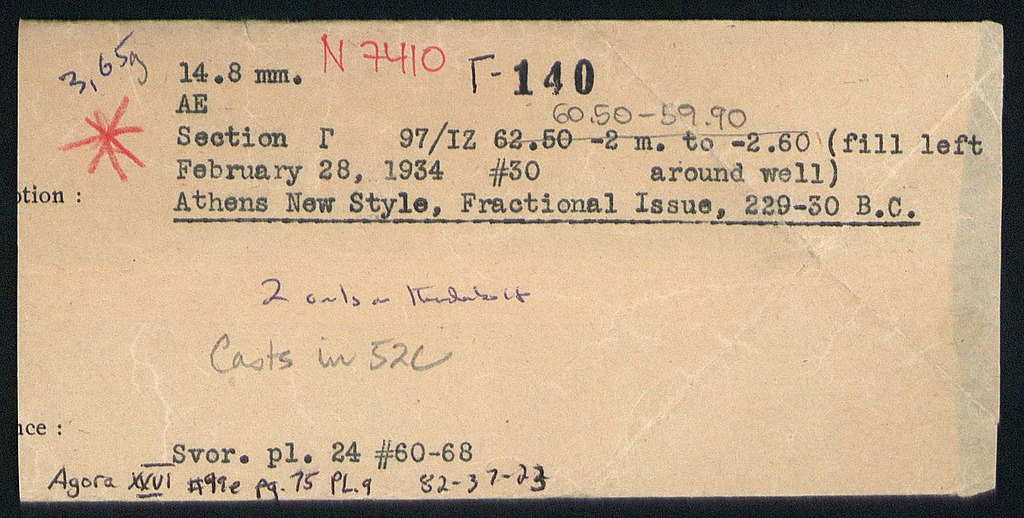 3,65g
14.8 mm. N 7410 Γ-140
AE 60.50-59.90
Section Γ 97/IZ 62.50 -2 m. to -2.60 (fill left
February 28, 1934 #30 around well)
ption :
Athens New Style, Fractional Issue, 229-30 B.C.
2 owls on thunderbolt
Casts in 52C
nce :
Svor. pl. 24 #60-68
Agora XXVI #99e pg. 75 PL.9 82-37-23